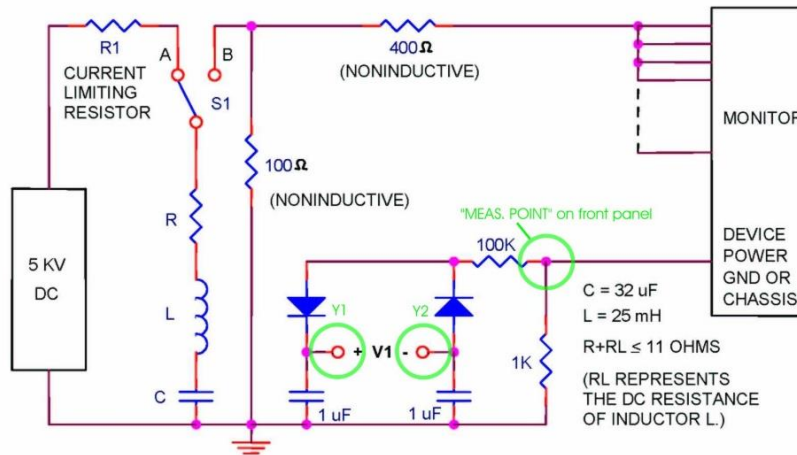 R1
A
B
400Ω
(NONINDUCTIVE)
CURRENT
LIMITING
RESISTOR
S1
MONITOR
100Ω
(NONINDUCTIVE)
R
"MEAS. POINT" on front panel
5 KV
DC
100K
DEVICE
POWER
GND OR
CHASSIS
L
Y1
Y2
+ V1 -
C = 32 uF
L = 25 mH
R+RL ≤ 11 OHMS
(RL REPRESENTS
THE DC RESISTANCE
OF INDUCTOR L.)
1K
C
1 uF
1 uF